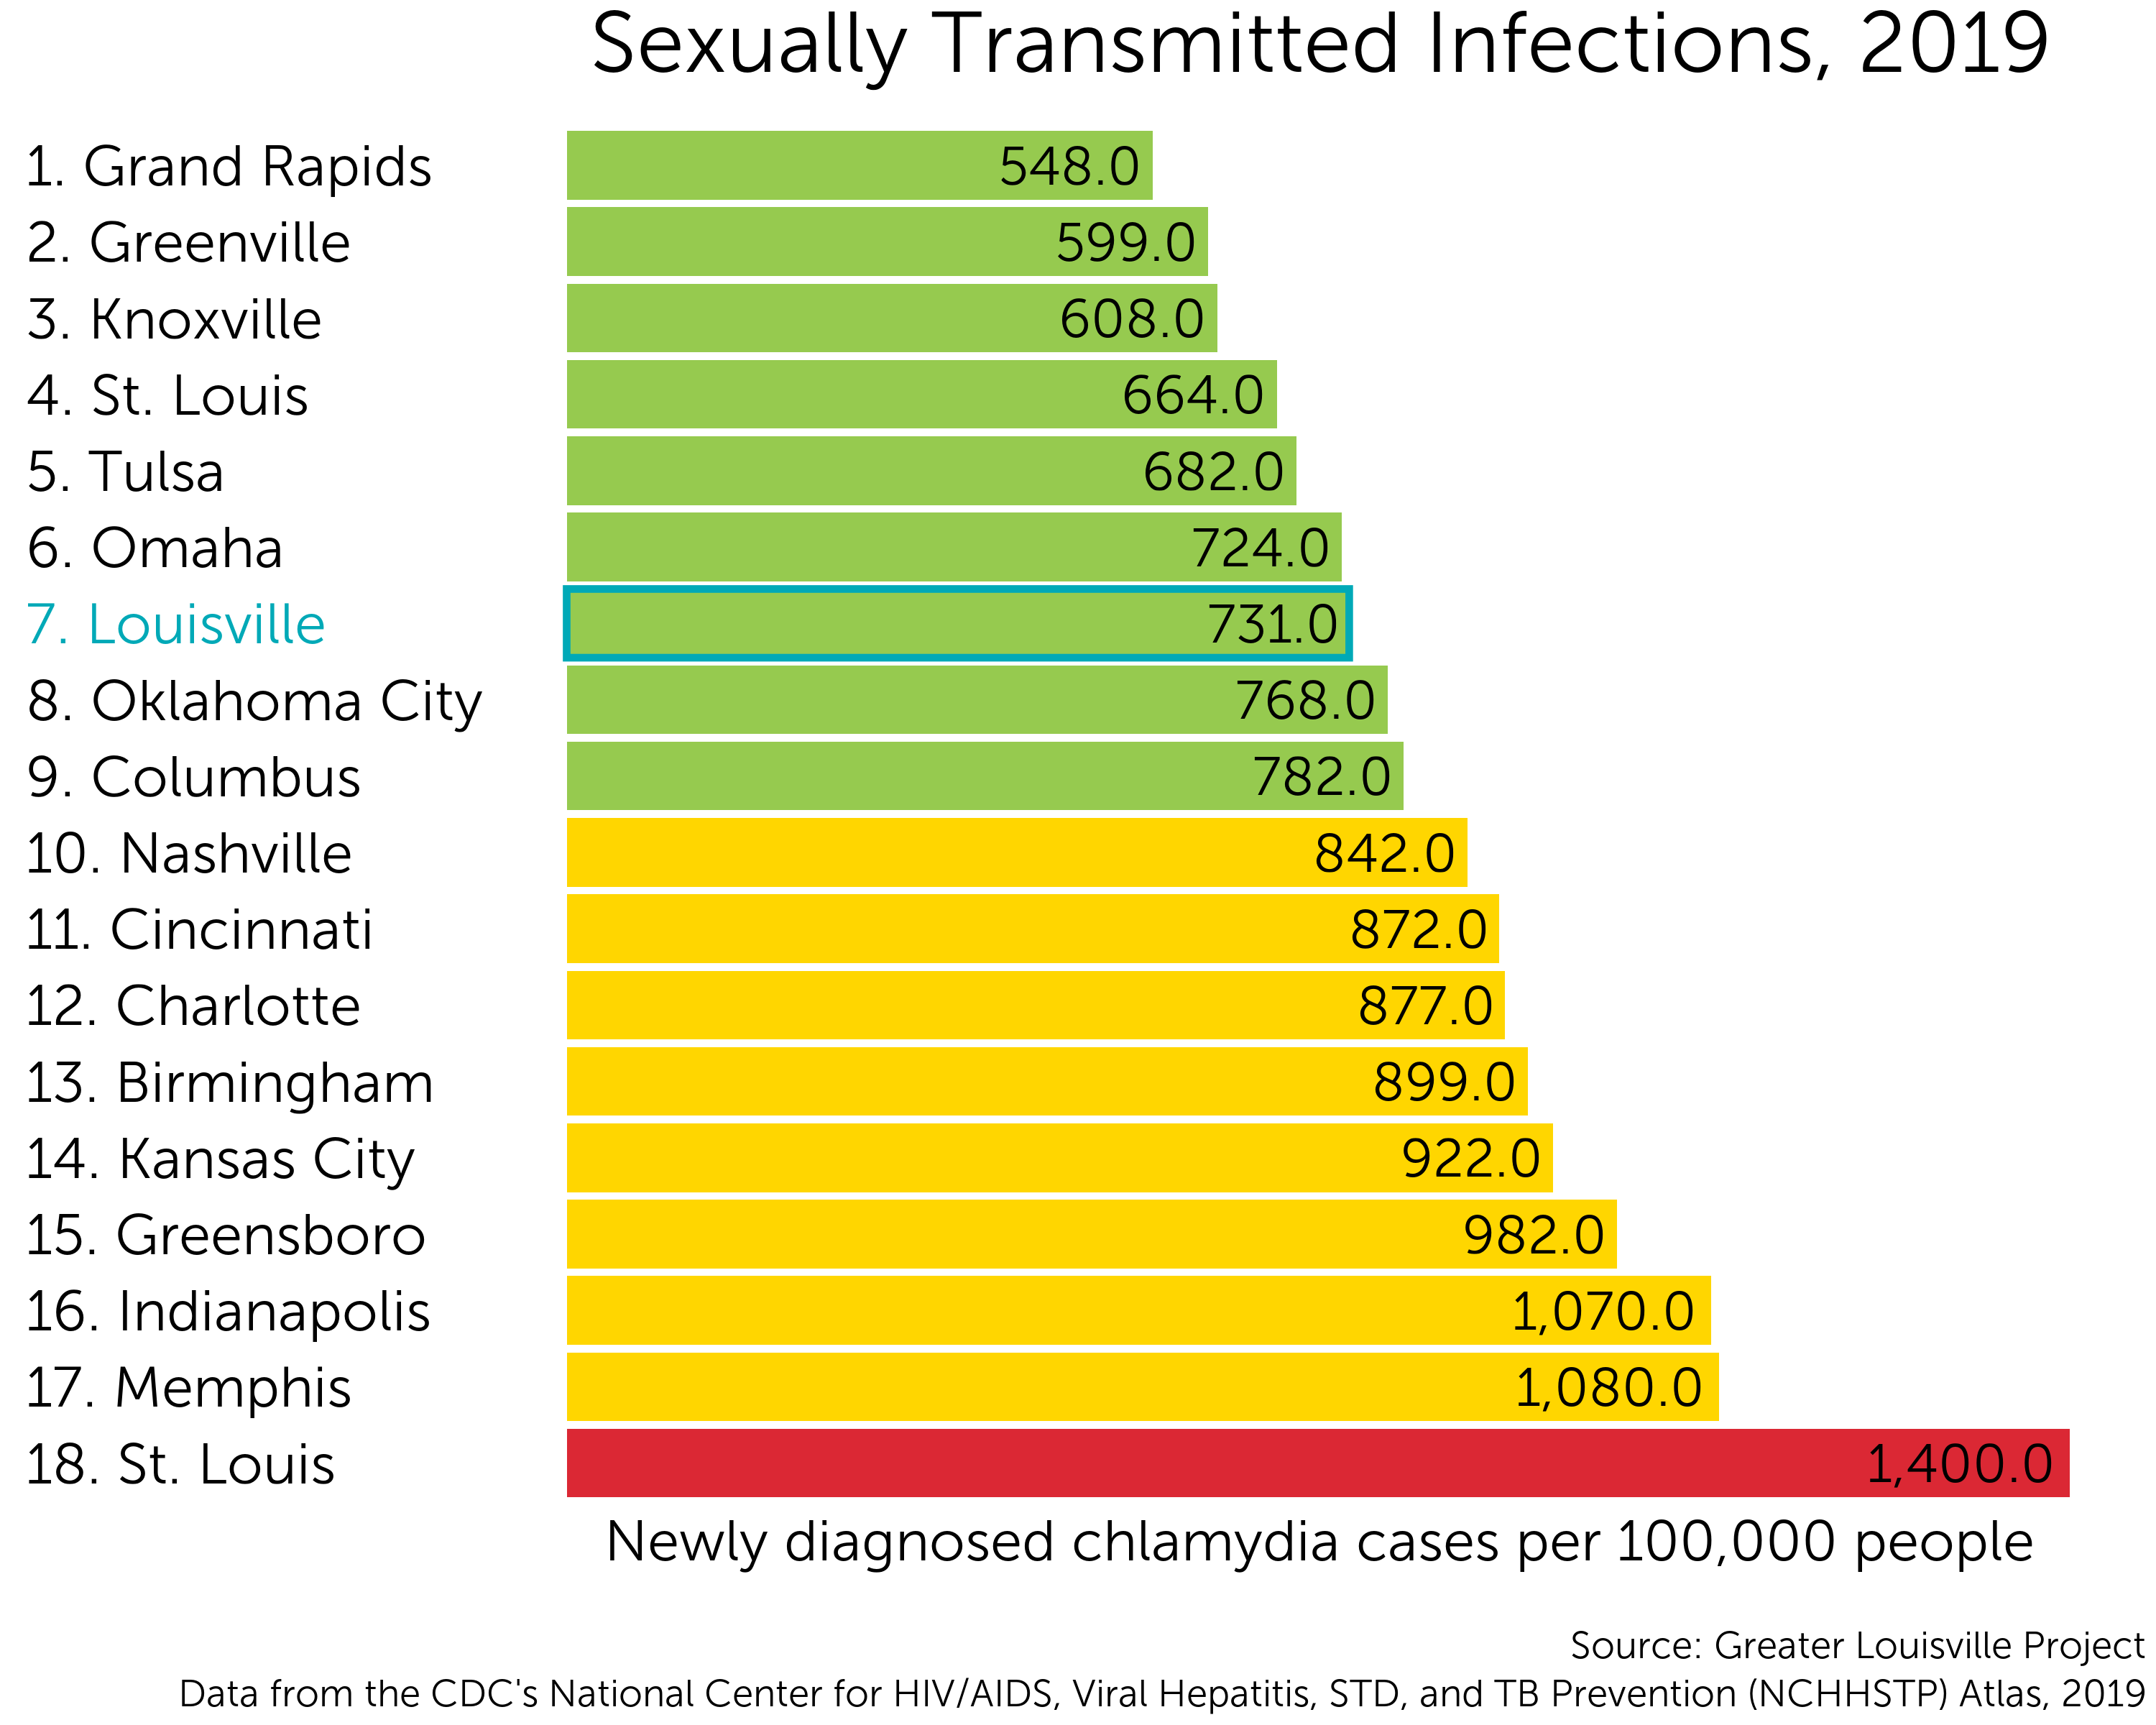 Sexually Transmitted Infections, 2019
1. Grand Rapids 548.0
2. Greenville 599.0
3. Knoxville 608.0
4. St. Louis 664.0
5. Tulsa 682.0
6. Omaha 724.0
7. Louisville 731.0
8. Oklahoma City 768.0
9. Columbus 782.0
10. Nashville 842.0
11. Cincinnati 872.0
12. Charlotte 877.0
13. Birmingham 899.0
14. Kansas City 922.0
15. Greensboro 982.0
16. Indianapolis 1,070.0
17. Memphis 1,080.0
18. St. Louis 1,400.0
Newly diagnosed chlamydia cases per 100,000 people
Source: Greater Louisville Project
Data from the CDC's National Center for HIV/AIDS, Viral Hepatitis, STD, and TB Prevention (NCHHSTP) Atlas, 2019